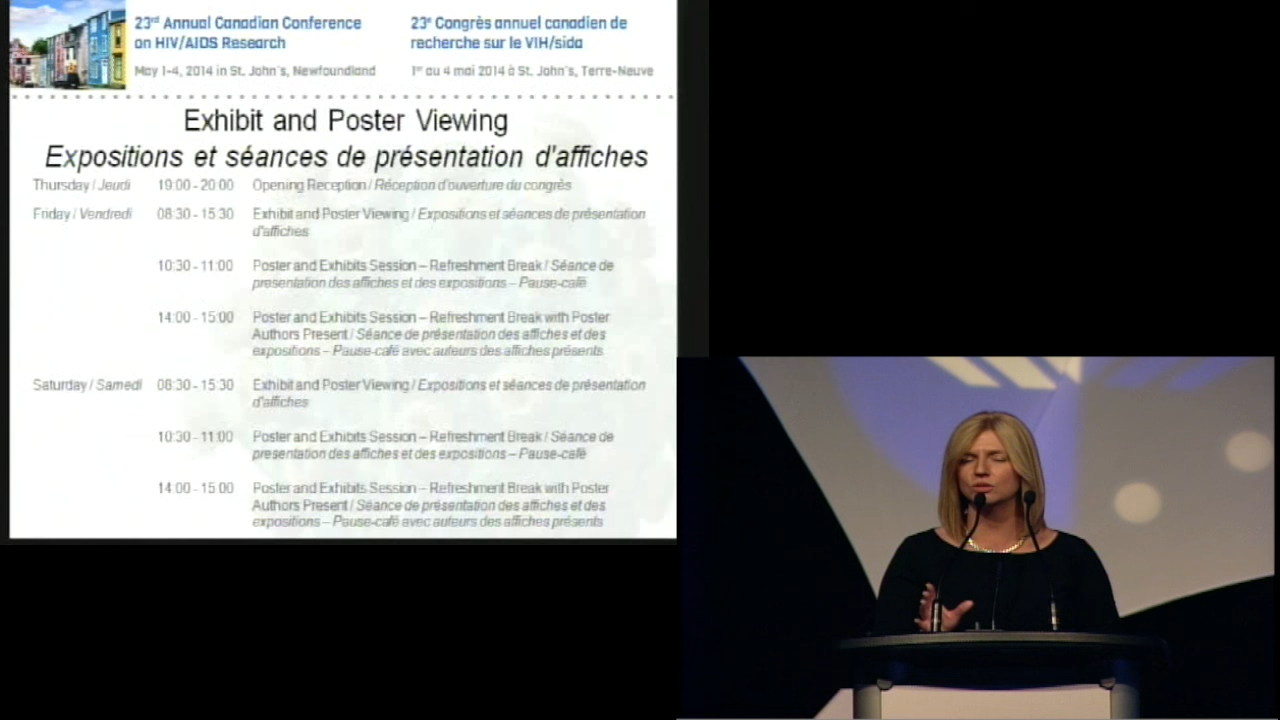 23rd Annual Canadian Conference
on HIV/AIDS Research
23e Congrès annuel canadien de
recherche sur le VIH/sida
May 1-4, 2014 in St. John's, Newfoundland
1er au 4 mai 2014 à St. John's, Terre-Neuve
Exhibit and Poster Viewing
Expositions et séances de présentation d'affiches
Thursday / Jeudi 19:00 - 20:00 Opening Reception / Réception d'ouverture du congrès
Friday / Vendredi 08:30 - 15:30 Exhibit and Poster Viewing / Expositions et séances de présentation
d'affiches
10:30 - 11:00 Poster and Exhibits Session – Refreshment Break / Séance de
presentation des affiches et des expositions – Pause-café
14:00 - 15:00 Poster and Exhibits Session – Refreshment Break with Poster
Authors Present / Séance de présentation des affiches et des
expositions – Pause-café avec auteurs des affiches présents
Saturday / Samedi 08:30 - 15:30 Exhibit and Poster Viewing / Expositions et séances de présentation
d'affiches
10:30 - 11:00 Poster and Exhibits Session – Refreshment Break / Séance de
presentation des affiches et des expositions – Pause-café
14:00 - 15:00 Poster and Exhibits Session – Refreshment Break with Poster
Authors Present / Séance de présentation des affiches et des
expositions – Pause-café avec auteurs des affiches présents